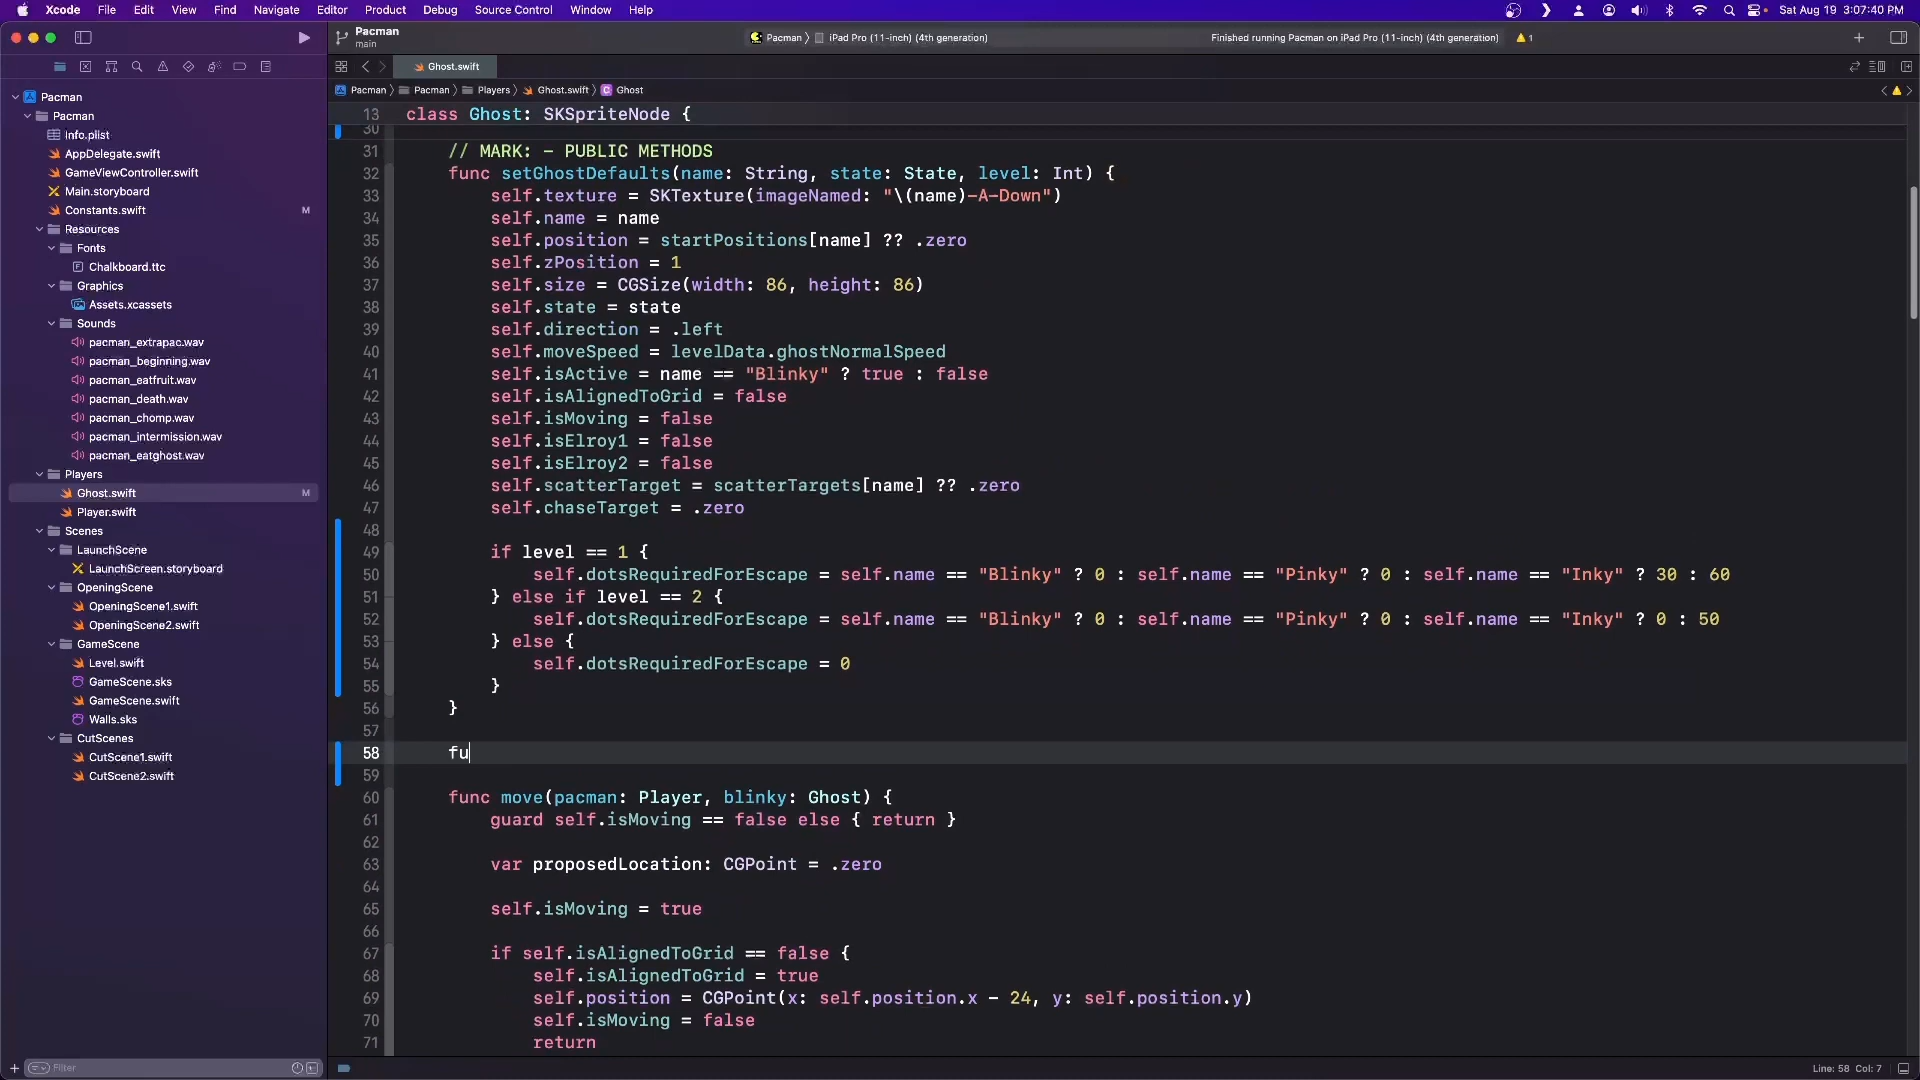 Xcode File Edit View Find Navigate Editor Product Debug Source Control Window Help Sat Aug 19 3:07:40 PM
Pacman
main
Pacman iPad Pro (11-inch) (4th generation) Finished running Pacman on iPad Pro (11-inch) (4th generation) 1
Ghost.swift
Pacman Pacman Players Ghost.swift C Ghost
Pacman
Pacman
Info.plist
AppDelegate.swift
GameViewController.swift
Main.storyboard
Constants.swift M
Resources
Fonts
Chalkboard.ttc
Graphics
Assets.xcassets
Sounds
pacman_extrapac.wav
pacman_beginning.wav
pacman_eatfruit.wav
pacman_death.wav
pacman_chomp.wav
pacman_intermission.wav
pacman_eatghost.wav
Players
Ghost.swift M
Player.swift
Scenes
LaunchScene
LaunchScreen.storyboard
OpeningScene
OpeningScene1.swift
OpeningScene2.swift
GameScene
Level.swift
GameScene.sks
GameScene.swift
Walls.sks
CutScenes
CutScene1.swift
CutScene2.swift
Filter
13 class Ghost: SKSpriteNode {
30
31 // MARK: - PUBLIC METHODS
32 func setGhostDefaults(name: String, state: State, level: Int) {
33 self.texture = SKTexture(imageNamed: "\(name)-A-Down")
34 self.name = name
35 self.position = startPositions[name] ?? .zero
36 self.zPosition = 1
37 self.size = CGSize(width: 86, height: 86)
38 self.state = state
39 self.direction = .left
40 self.moveSpeed = levelData.ghostNormalSpeed
41 self.isActive = name == "Blinky" ? true : false
42 self.isAlignedToGrid = false
43 self.isMoving = false
44 self.isElroy1 = false
45 self.isElroy2 = false
46 self.scatterTarget = scatterTargets[name] ?? .zero
47 self.chaseTarget = .zero
48
49 if level == 1 {
50 self.dotsRequiredForEscape = self.name == "Blinky" ? 0 : self.name == "Pinky" ? 0 : self.name == "Inky" ? 30 : 60
51 } else if level == 2 {
52 self.dotsRequiredForEscape = self.name == "Blinky" ? 0 : self.name == "Pinky" ? 0 : self.name == "Inky" ? 0 : 50
53 } else {
54 self.dotsRequiredForEscape = 0
55 }
56 }
57
58 fu
59
60 func move(pacman: Player, blinky: Ghost) {
61 guard self.isMoving == false else { return }
62
63 var proposedLocation: CGPoint = .zero
64
65 self.isMoving = true
66
67 if self.isAlignedToGrid == false {
68 self.isAlignedToGrid = true
69 self.position = CGPoint(x: self.position.x - 24, y: self.position.y)
70 self.isMoving = false
71 return
Line: 58 Col: 7